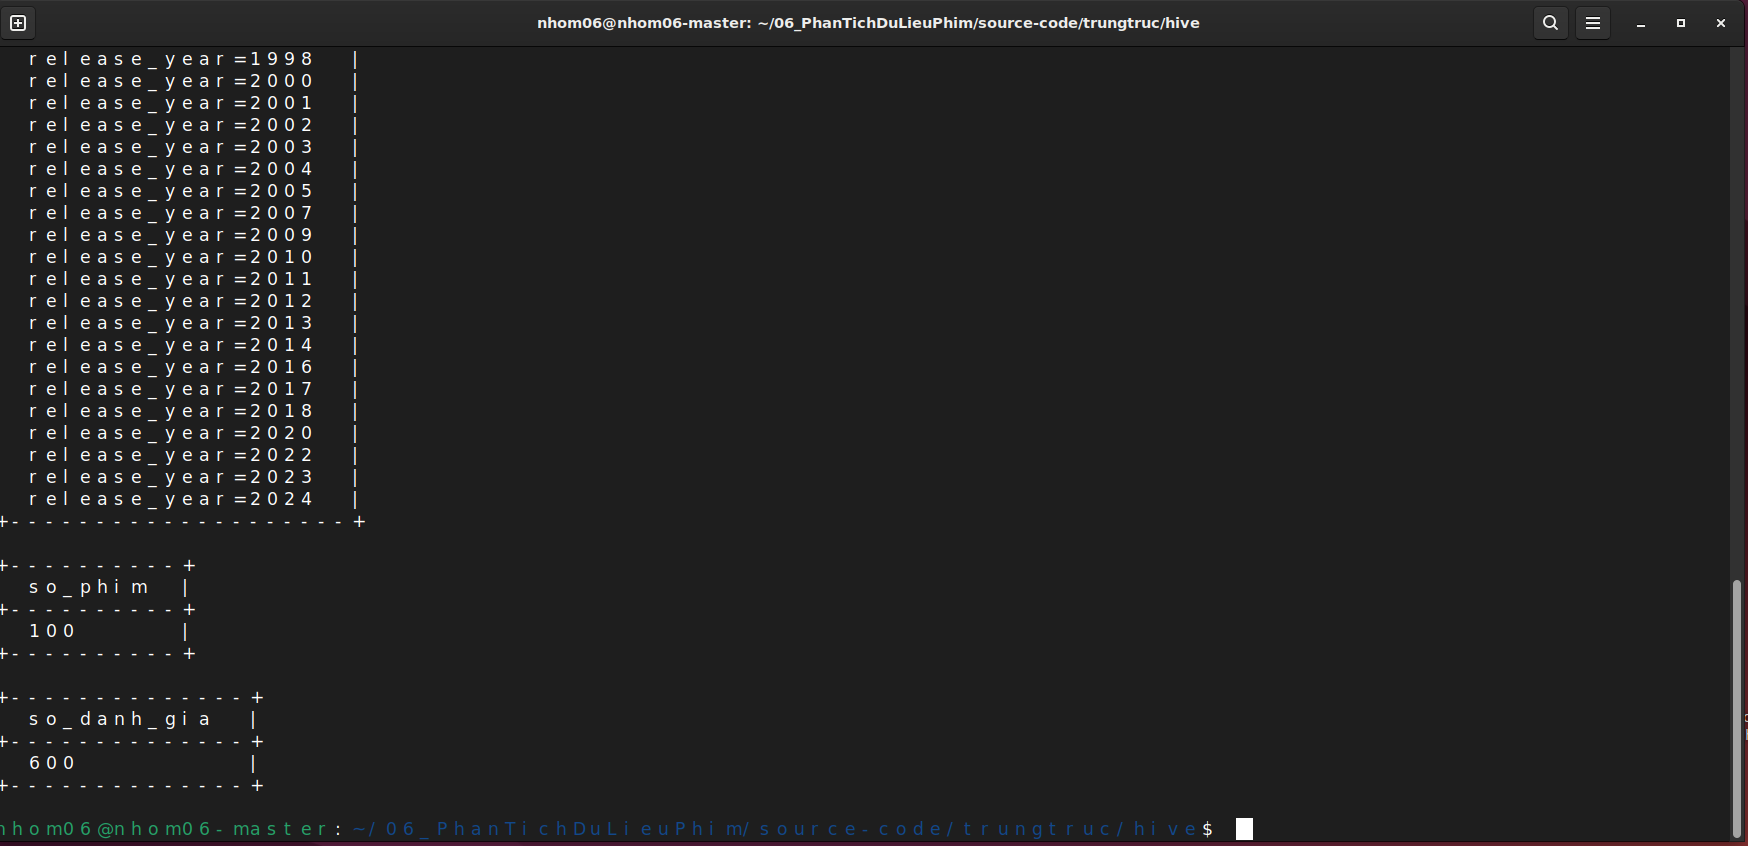 nhom06@nhom06-master: ~/06_PhanTichDuLieuPhim/source-code/trungtruc/hive
release_year=1998 |
release_year=2000 |
release_year=2001 |
release_year=2002 |
release_year=2003 |
release_year=2004 |
release_year=2005 |
release_year=2007 |
release_year=2009 |
release_year=2010 |
release_year=2011 |
release_year=2012 |
release_year=2013 |
release_year=2014 |
release_year=2016 |
release_year=2017 |
release_year=2018 |
release_year=2020 |
release_year=2022 |
release_year=2023 |
release_year=2024 |
+--------------------+
+----------+
so_phim |
+----------+
100 |
+----------+
+--------------+
so_danh_gia |
+--------------+
600 |
+--------------+
nhom06@nhom06-master:~/06_PhanTichDuLieuPhim/source-code/trungtruc/hive$